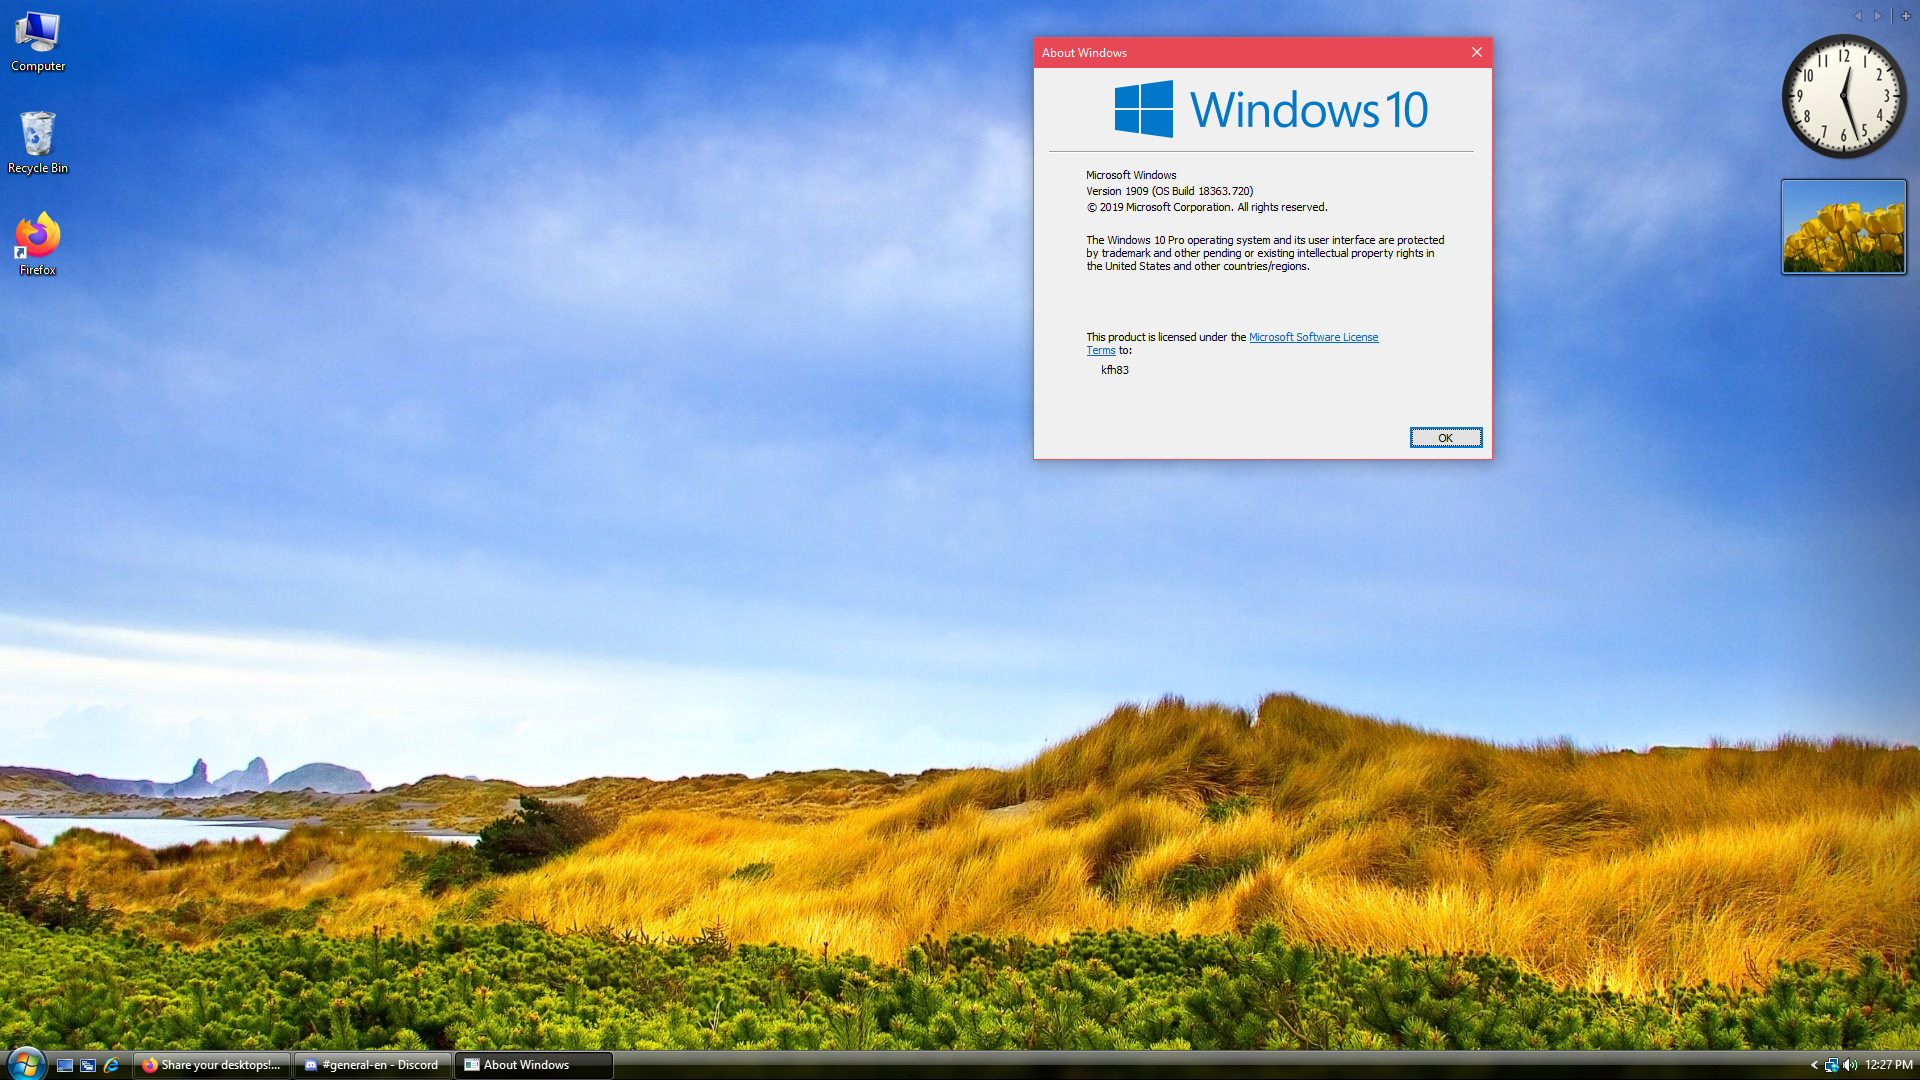 Computer
Recycle Bin
Firefox
About Windows
Windows 10
Microsoft Windows
Version 1909 (OS Build 18363.720)
© 2019 Microsoft Corporation. All rights reserved.
The Windows 10 Pro operating system and its user interface are protected
by trademark and other pending or existing intellectual property rights in
the United States and other countries/regions.
This product is licensed under the Microsoft Software License
Terms to:
kfh83
OK
12
1
2
3
4
5
6
7
8
9
10
11
Share your desktops!...
#general-en - Discord
About Windows
12:27 PM